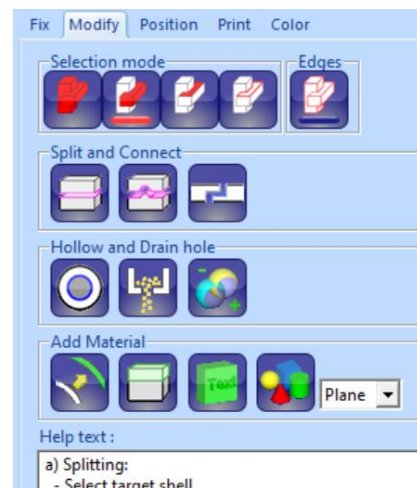 Fix Modify Position Print Color
Selection mode Edges
Split and Connect
Hollow and Drain hole
Add Material
Text
Plane
Help text :
a) Splitting:
- Select target shell